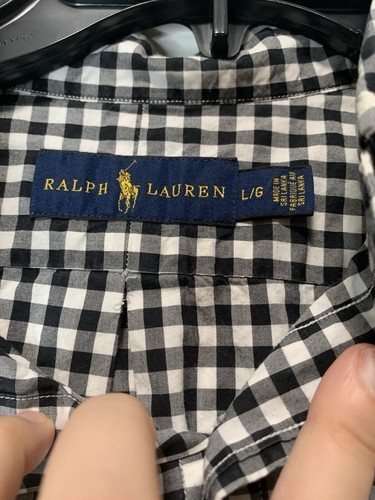 RALPH LAUREN
L/G
MADE IN
SRI LANKA
FABRIQUÉ AU
SRI LANKA